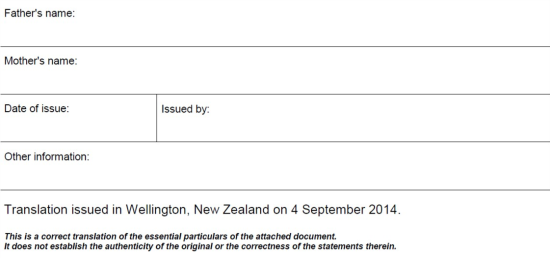 Father's name:
Mother's name:
Date of issue:
Issued by:
Other information:
Translation issued in Wellington, New Zealand on 4 September 2014.
This is a correct translation of the essential particulars of the attached document.
It does not establish the authenticity of the original or the correctness of the statements therein.